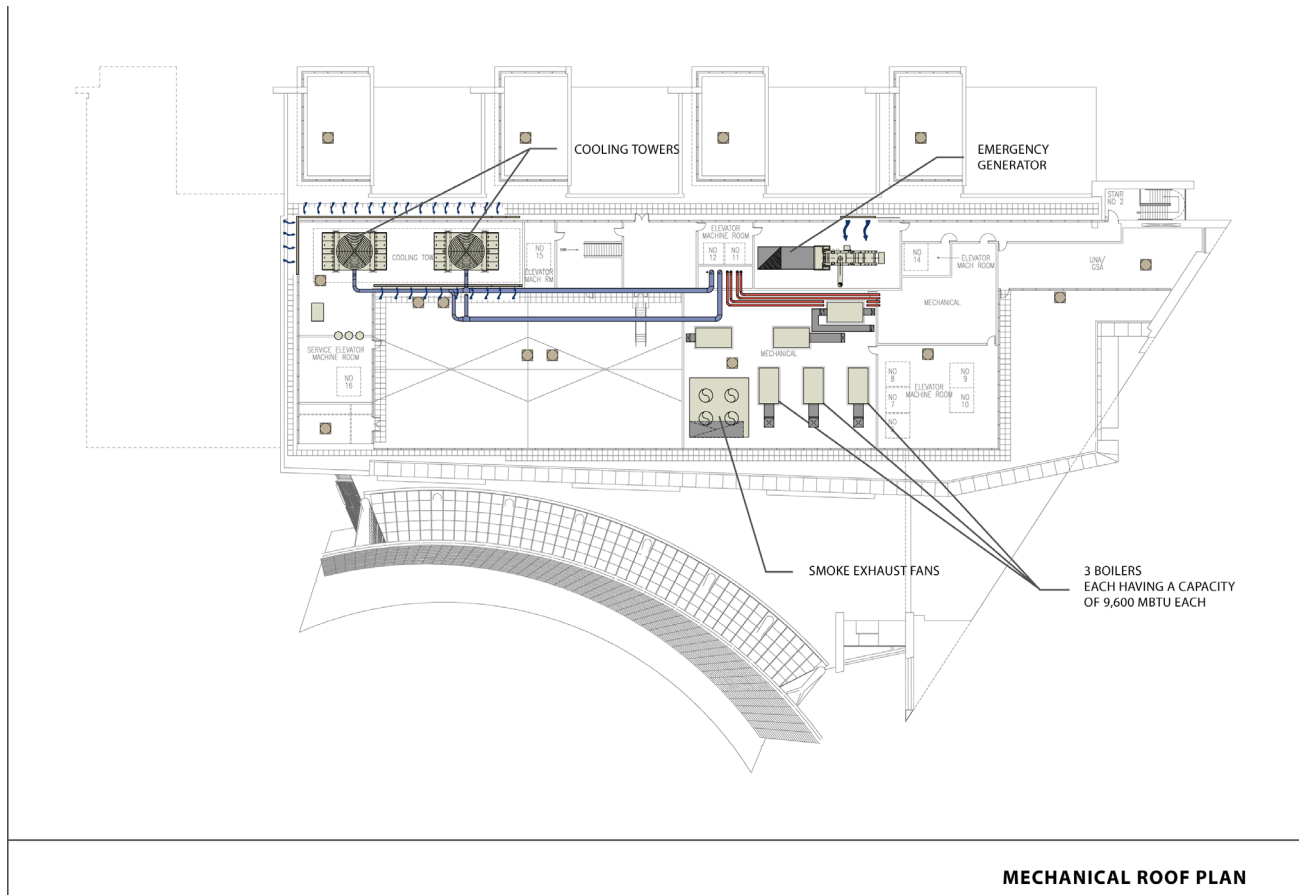 COOLING TOWERS
EMERGENCY
GENERATOR
STAIR
NO 2
ELEVATOR
MACHINE ROOM
NO
12
NO
11
NO
15
ELEVATOR
MACH RM
COOLING TOW
NO
14
ELEVATOR
MACH ROOM
UNA/
GSA
MECHANICAL
SERVICE ELEVATOR
MACHINE ROOM
NO
16
MECHANICAL
NO
8
NO
9
ELEVATOR
MACHINE ROOM
NO
7
NO
10
NO
SMOKE EXHAUST FANS
3 BOILERS
EACH HAVING A CAPACITY
OF 9,600 MBTU EACH
MECHANICAL ROOF PLAN